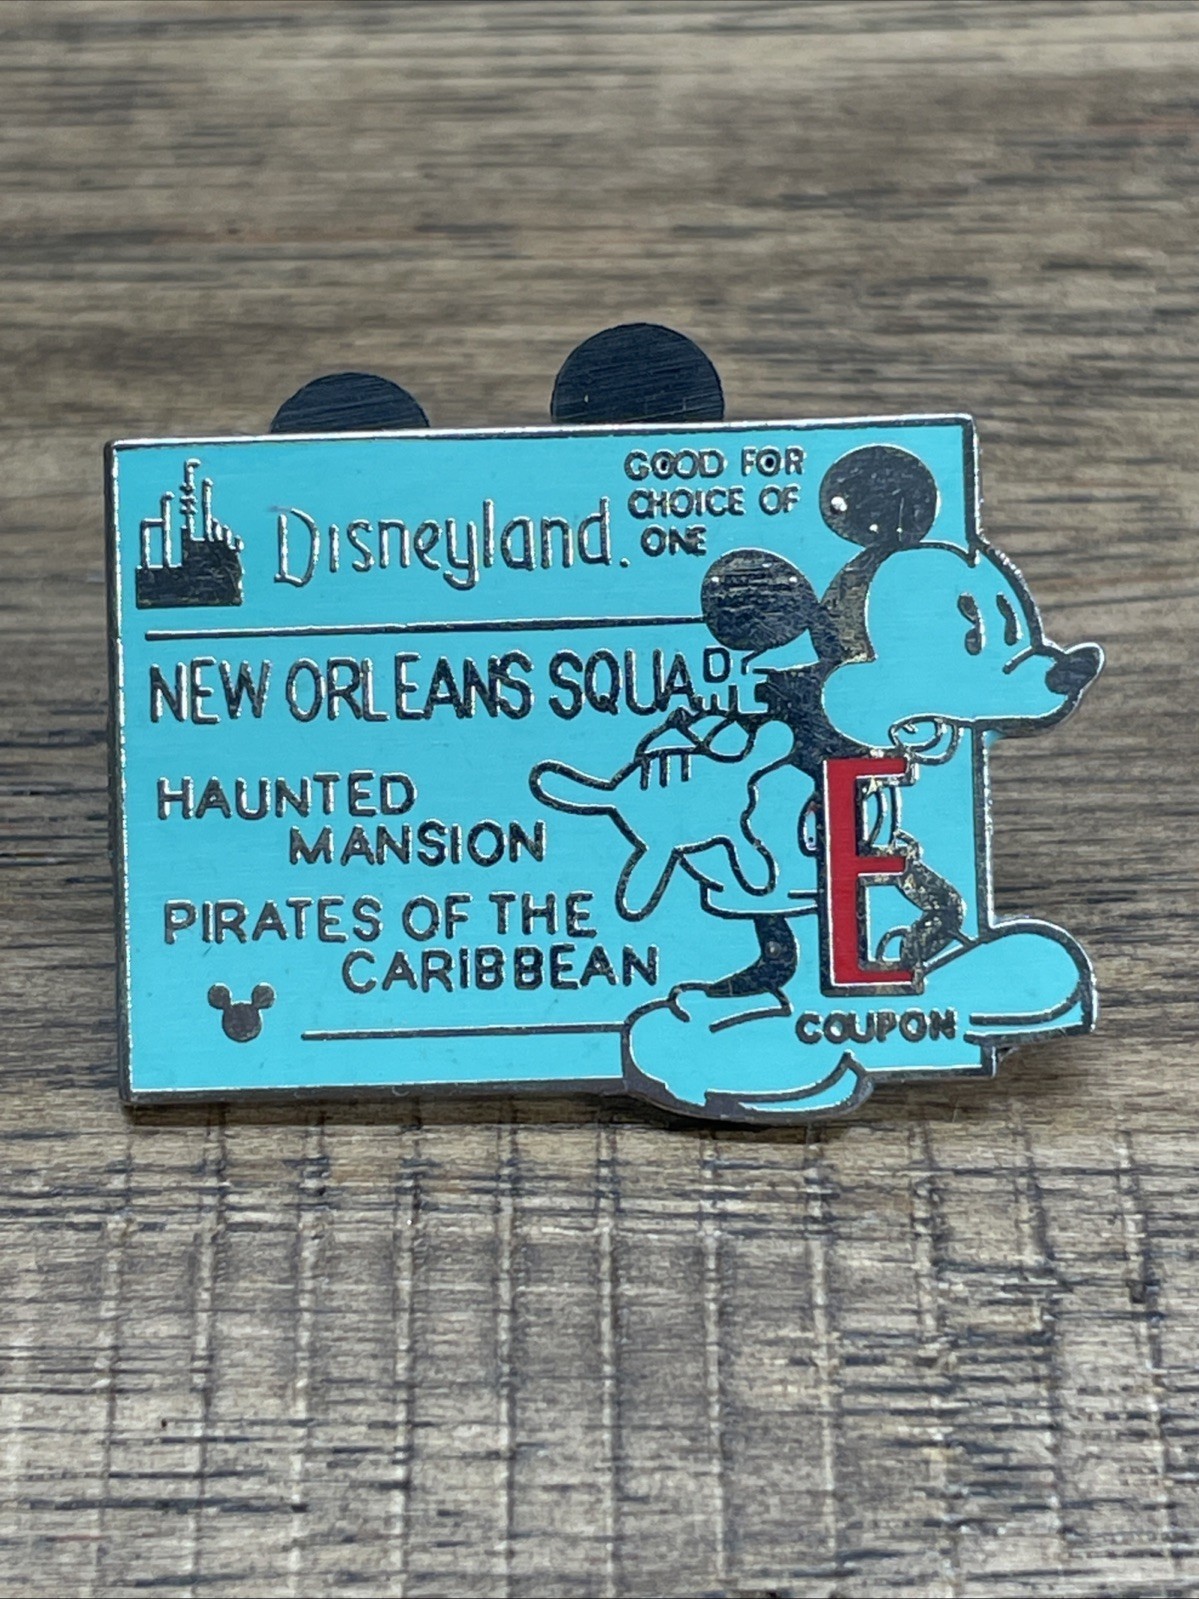 Disneyland.
GOOD FOR
CHOICE OF
ONE
NEW ORLEANS SQUARE
HAUNTED
MANSION
PIRATES OF THE
CARIBBEAN
E
COUPON